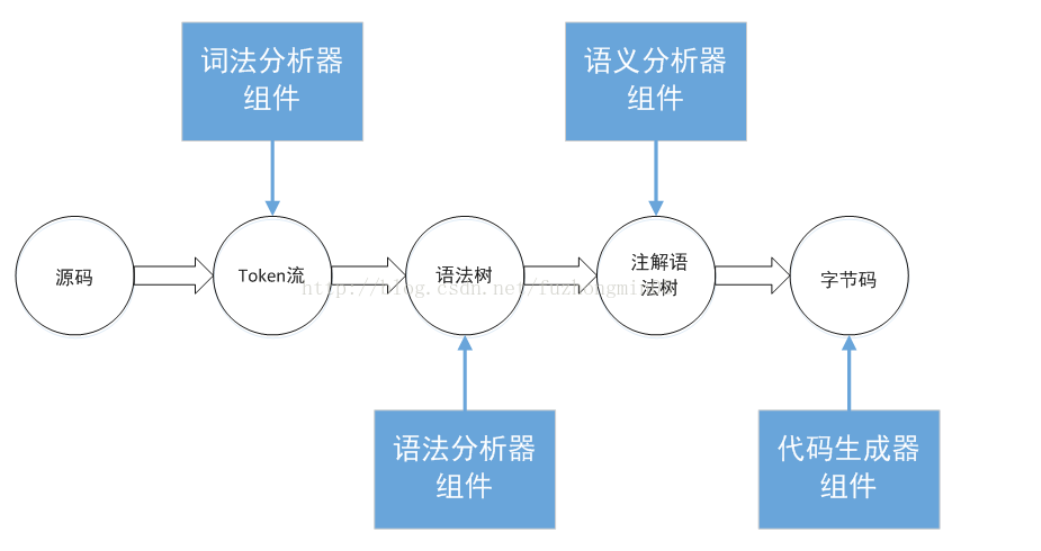 词法分析器
组件
语义分析器
组件
源码
Token流
语法树
注解语
法树
字节码
http://blog.csdn.net/fuzhongmin
语法分析器
组件
代码生成器
组件